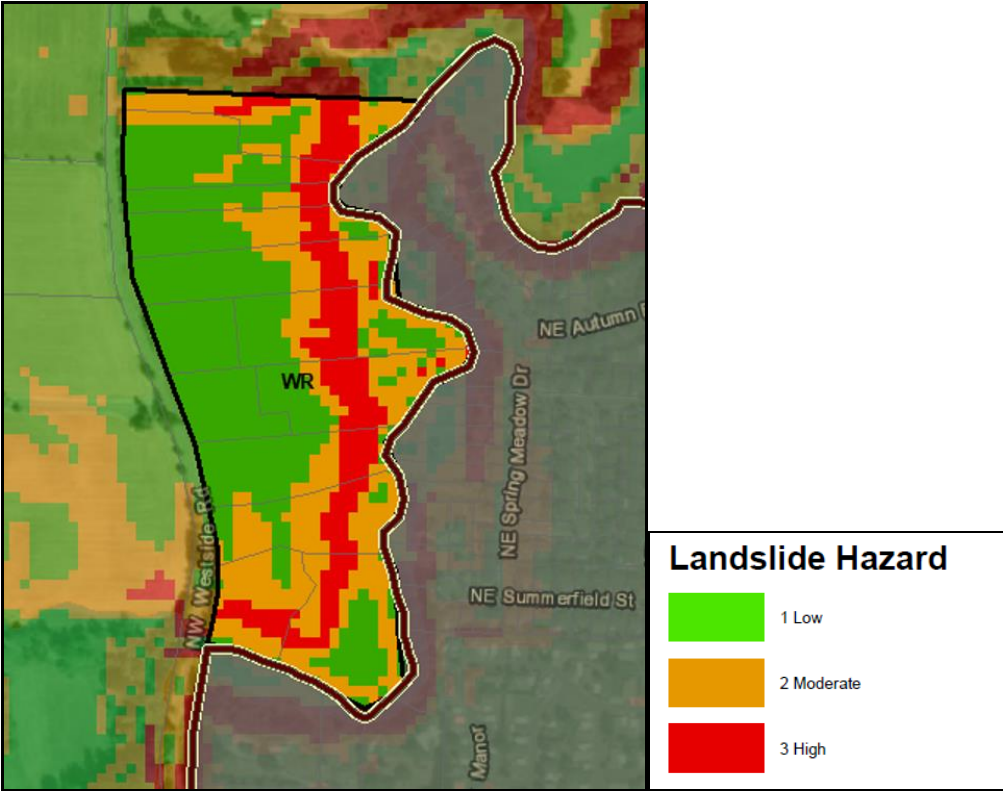 NE Autumn
WR
NE Spring Meadow Dr
NW Westside Rd
NE Summerfield St
Manor
Landslide Hazard
1 Low
2 Moderate
3 High